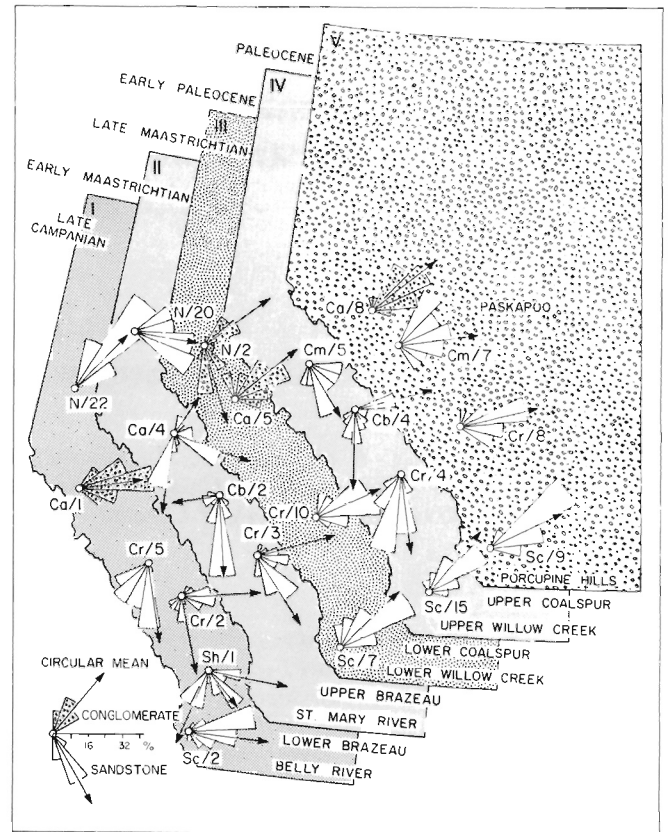 PALEOCENE
V
EARLY PALEOCENE
IV
LATE MAASTRICHTIAN
III
EARLY MAASTRICHTIAN
II
LATE
CAMPANIAN
I
N/20
Ca/8
PASKAPOO
N/2
Cm/5
Cm/7
N/22
Ca/5
Cb/4
Ca/4
Cr/8
Ca/1
Cb/2
Cr/4
Cr/10
Cr/3
Cr/5
Sc/9
PORCUPINE HILLS
Cr/2
Sc/15
UPPER COALSPUR
UPPER WILLOW CREEK
LOWER COALSPUR
Sc/7
LOWER WILLOW CREEK
Sh/1
UPPER BRAZEAU
ST. MARY RIVER
Sc/2
LOWER BRAZEAU
BELLY RIVER
CIRCULAR MEAN
CONGLOMERATE
16 32 %
SANDSTONE